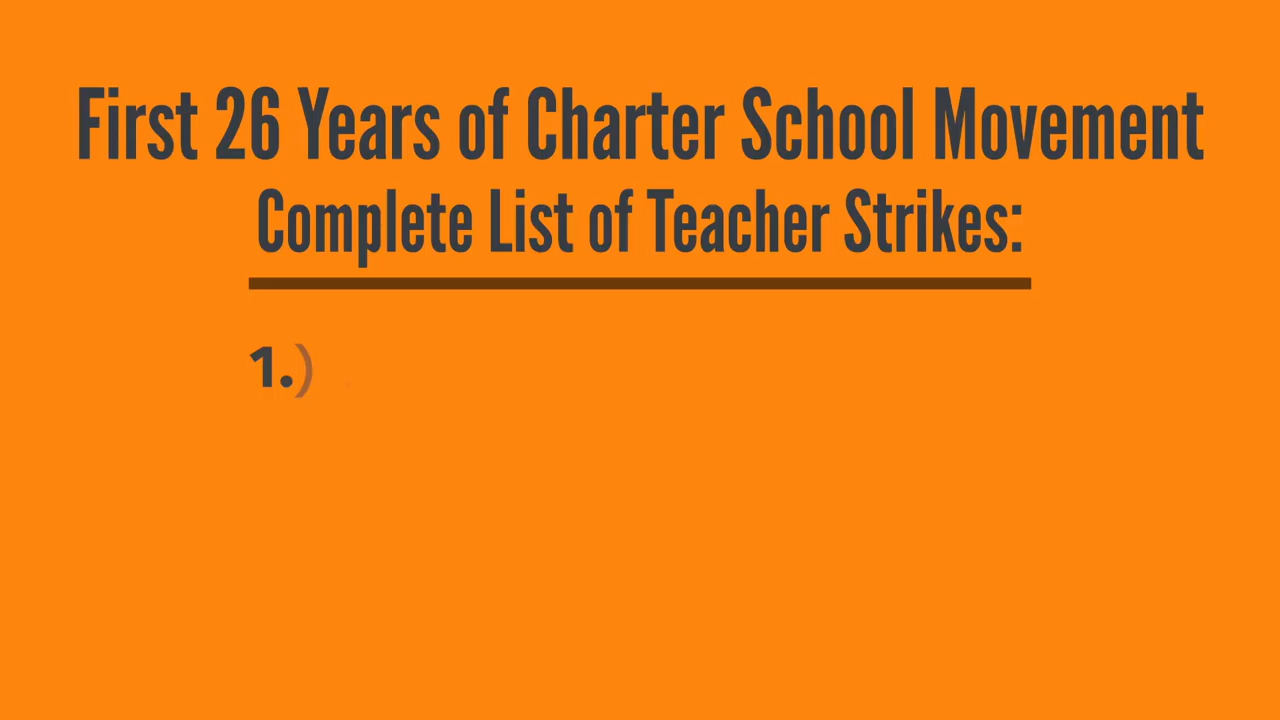 First 26 Years of Charter School Movement
Complete List of Teacher Strikes:
1.)